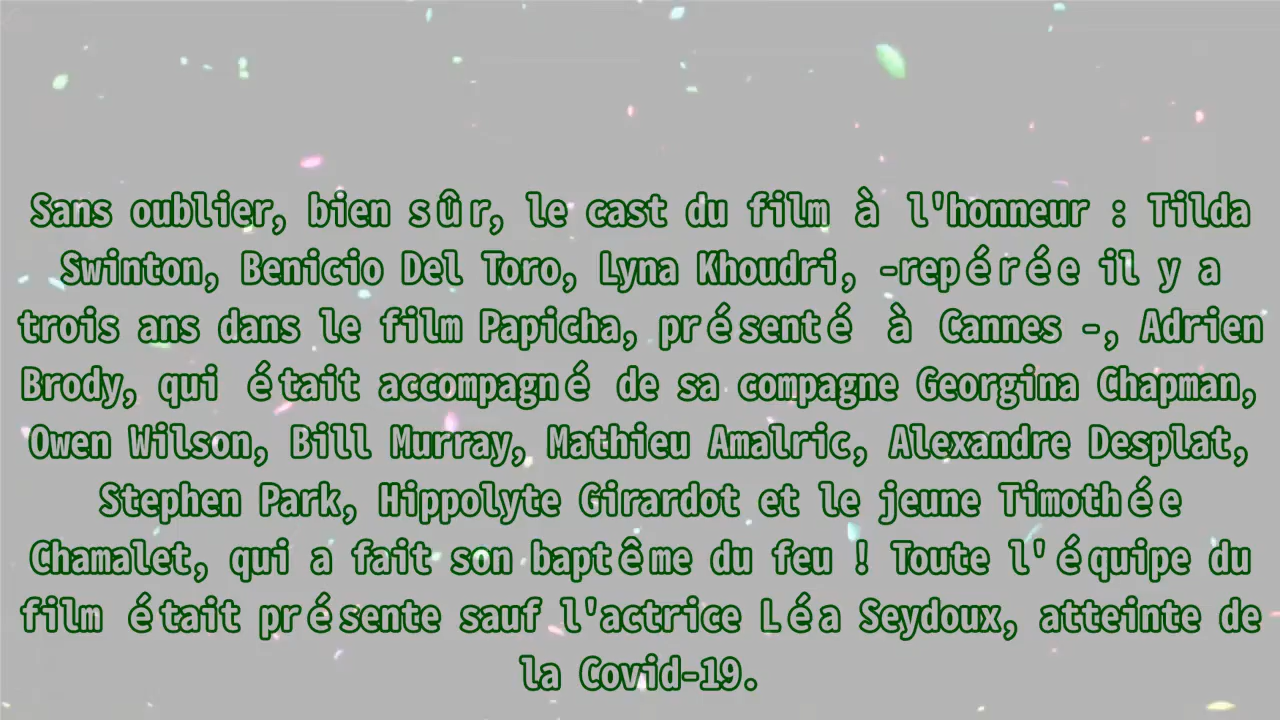 Sans oublier, bien sûr, le cast du film à l'honneur : Tilda
Swinton, Benicio Del Toro, Lyna Khoudri, -repérée il y a
trois ans dans le film Papicha, présenté à Cannes -, Adrien
Brody, qui était accompagné de sa compagne Georgina Chapman,
Owen Wilson, Bill Murray, Mathieu Amalric, Alexandre Desplat,
Stephen Park, Hippolyte Girardot et le jeune Timothée
Chamalet, qui a fait son baptême du feu ! Toute l'équipe du
film était présente sauf l'actrice Léa Seydoux, atteinte de
la Covid-19.